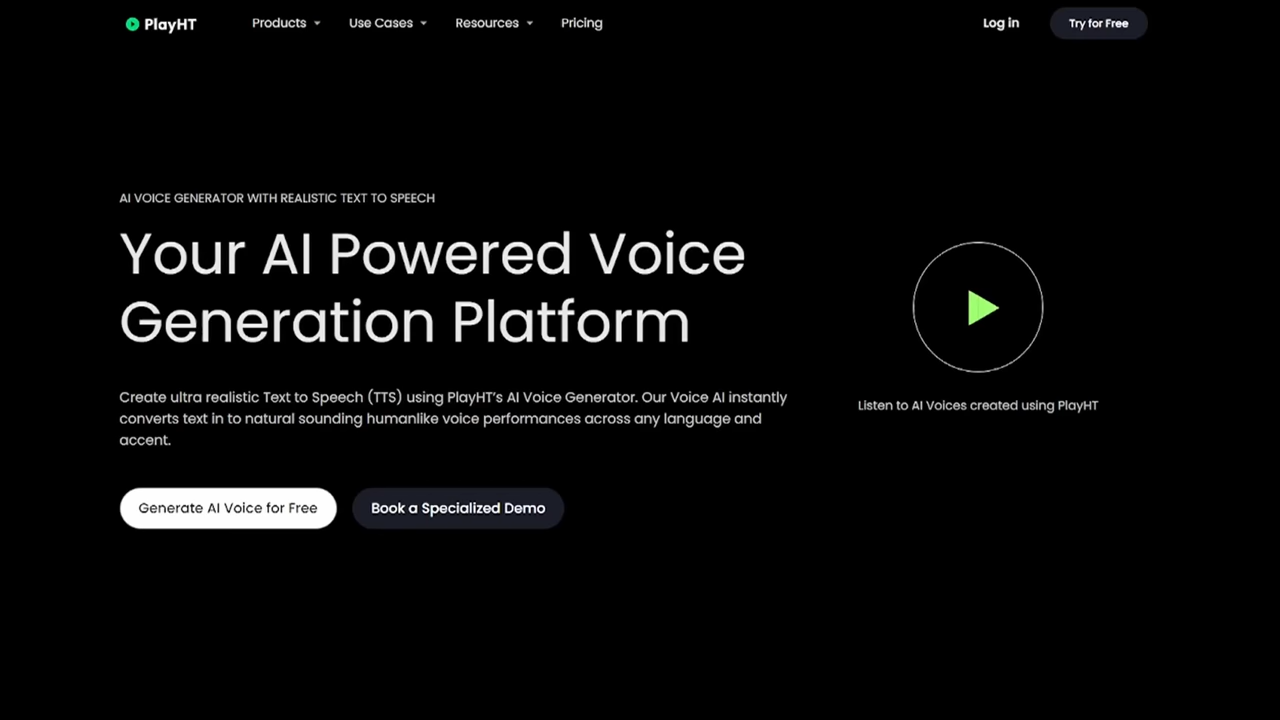 PlayHT Products Use Cases Resources Pricing Log in Try for Free
AI VOICE GENERATOR WITH REALISTIC TEXT TO SPEECH
Your AI Powered Voice
Generation Platform
Create ultra realistic Text to Speech (TTS) using PlayHT’s AI Voice Generator. Our Voice AI instantly
converts text in to natural sounding humanlike voice performances across any language and
accent.
Generate AI Voice for Free Book a Specialized Demo
Listen to AI Voices created using PlayHT